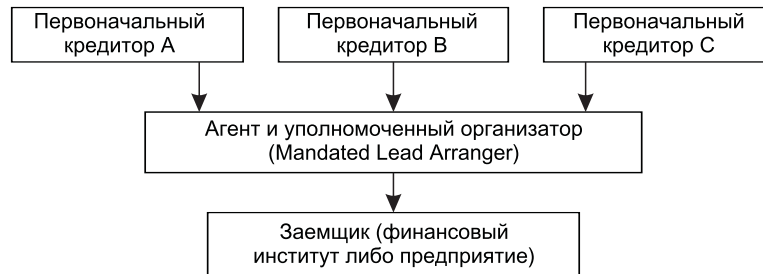 Первоначальный
кредитор A
Первоначальный
кредитор B
Первоначальный
кредитор C
Агент и уполномоченный организатор
(Mandated Lead Arranger)
Заемщик (финансовый
институт либо предприятие)